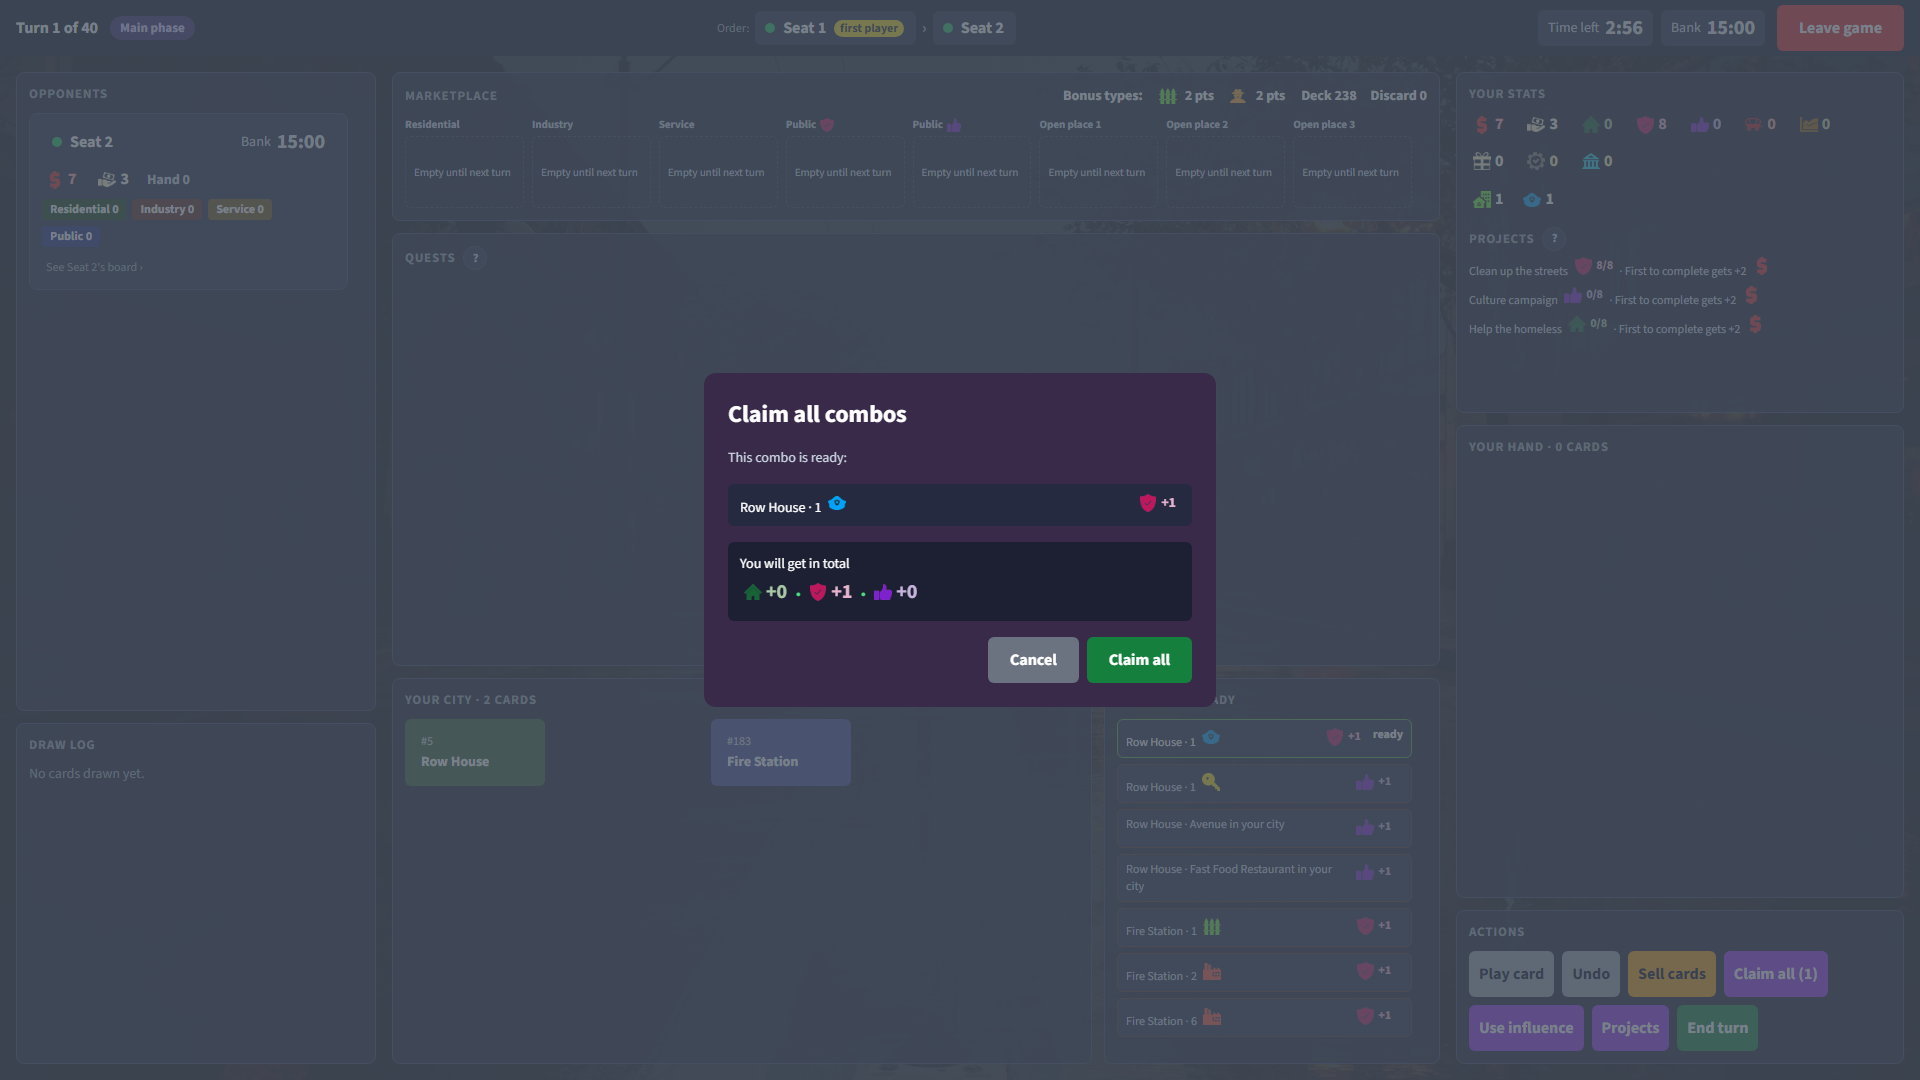 Turn 1 of 40 Main phase
Order: Seat 1 first player › Seat 2
Time left 2:56 Bank 15:00 Leave game
OPPONENTS
Seat 2 Bank 15:00
7 3 Hand 0
Residential 0 Industry 0 Service 0
Public 0
See Seat 2's board ›
DRAW LOG
No cards drawn yet.
MARKETPLACE
Bonus types: 2 pts 2 pts Deck 238 Discard 0
Residential Industry Service Public Public Open place 1 Open place 2 Open place 3
Empty until next turn Empty until next turn Empty until next turn Empty until next turn Empty until next turn Empty until next turn Empty until next turn Empty until next turn
QUESTS ?
Claim all combos
This combo is ready:
Row House · 1 +1
You will get in total
+0 • +1 • +0
Cancel Claim all
YOUR CITY · 2 CARDS
#5
Row House
#183
Fire Station
Row House · 1 +1 ready
Row House · 1 +1
Row House · Avenue in your city +1
Row House · Fast Food Restaurant in your
city +1
Fire Station · 1 +1
Fire Station · 2 +1
Fire Station · 6 +1
YOUR STATS
7 3 0 8 0 0 0
0 0 0
1 1
PROJECTS ?
Clean up the streets 8/8 · First to complete gets +2
Culture campaign 0/8 · First to complete gets +2
Help the homeless 0/8 · First to complete gets +2
YOUR HAND · 0 CARDS
ACTIONS
Play card Undo Sell cards Claim all (1)
Use influence Projects End turn